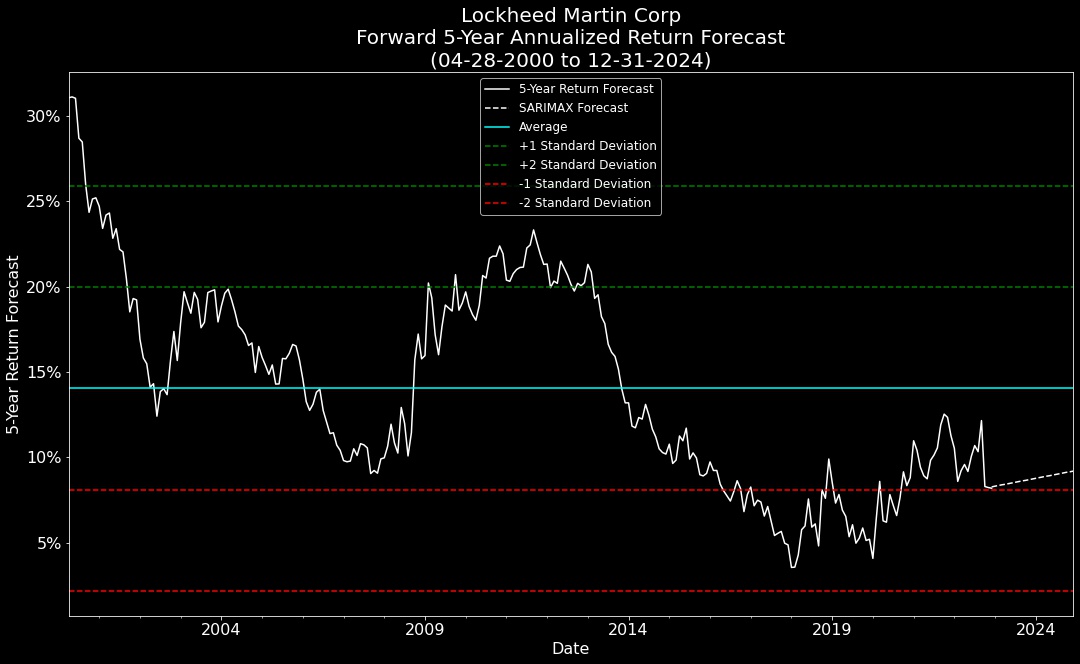 Lockheed Martin Corp
Forward 5-Year Annualized Return Forecast
(04-28-2000 to 12-31-2024)
5-Year Return Forecast
SARIMAX Forecast
Average
+1 Standard Deviation
+2 Standard Deviation
-1 Standard Deviation
-2 Standard Deviation
30%
25%
20%
15%
10%
5%
5-Year Return Forecast
2004 2009 2014 2019 2024
Date